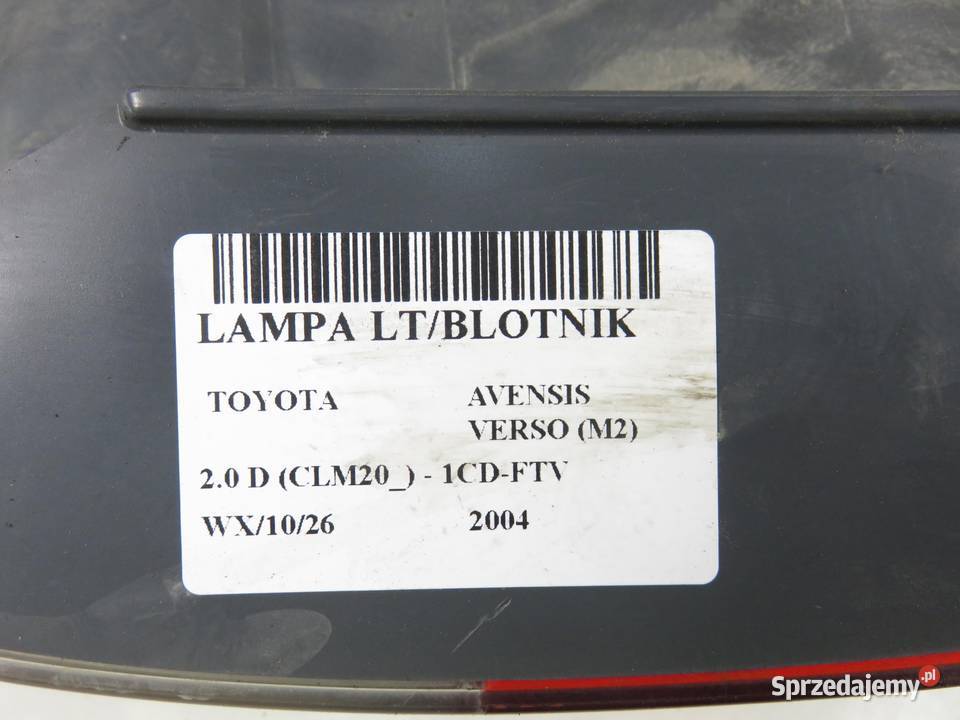 LAMPA LT/BLOTNIK
TOYOTA AVENSIS
VERSO (M2)
2.0 D (CLM20_) - 1CD-FTV
WX/10/26 2004
Sprzedajemy.pl